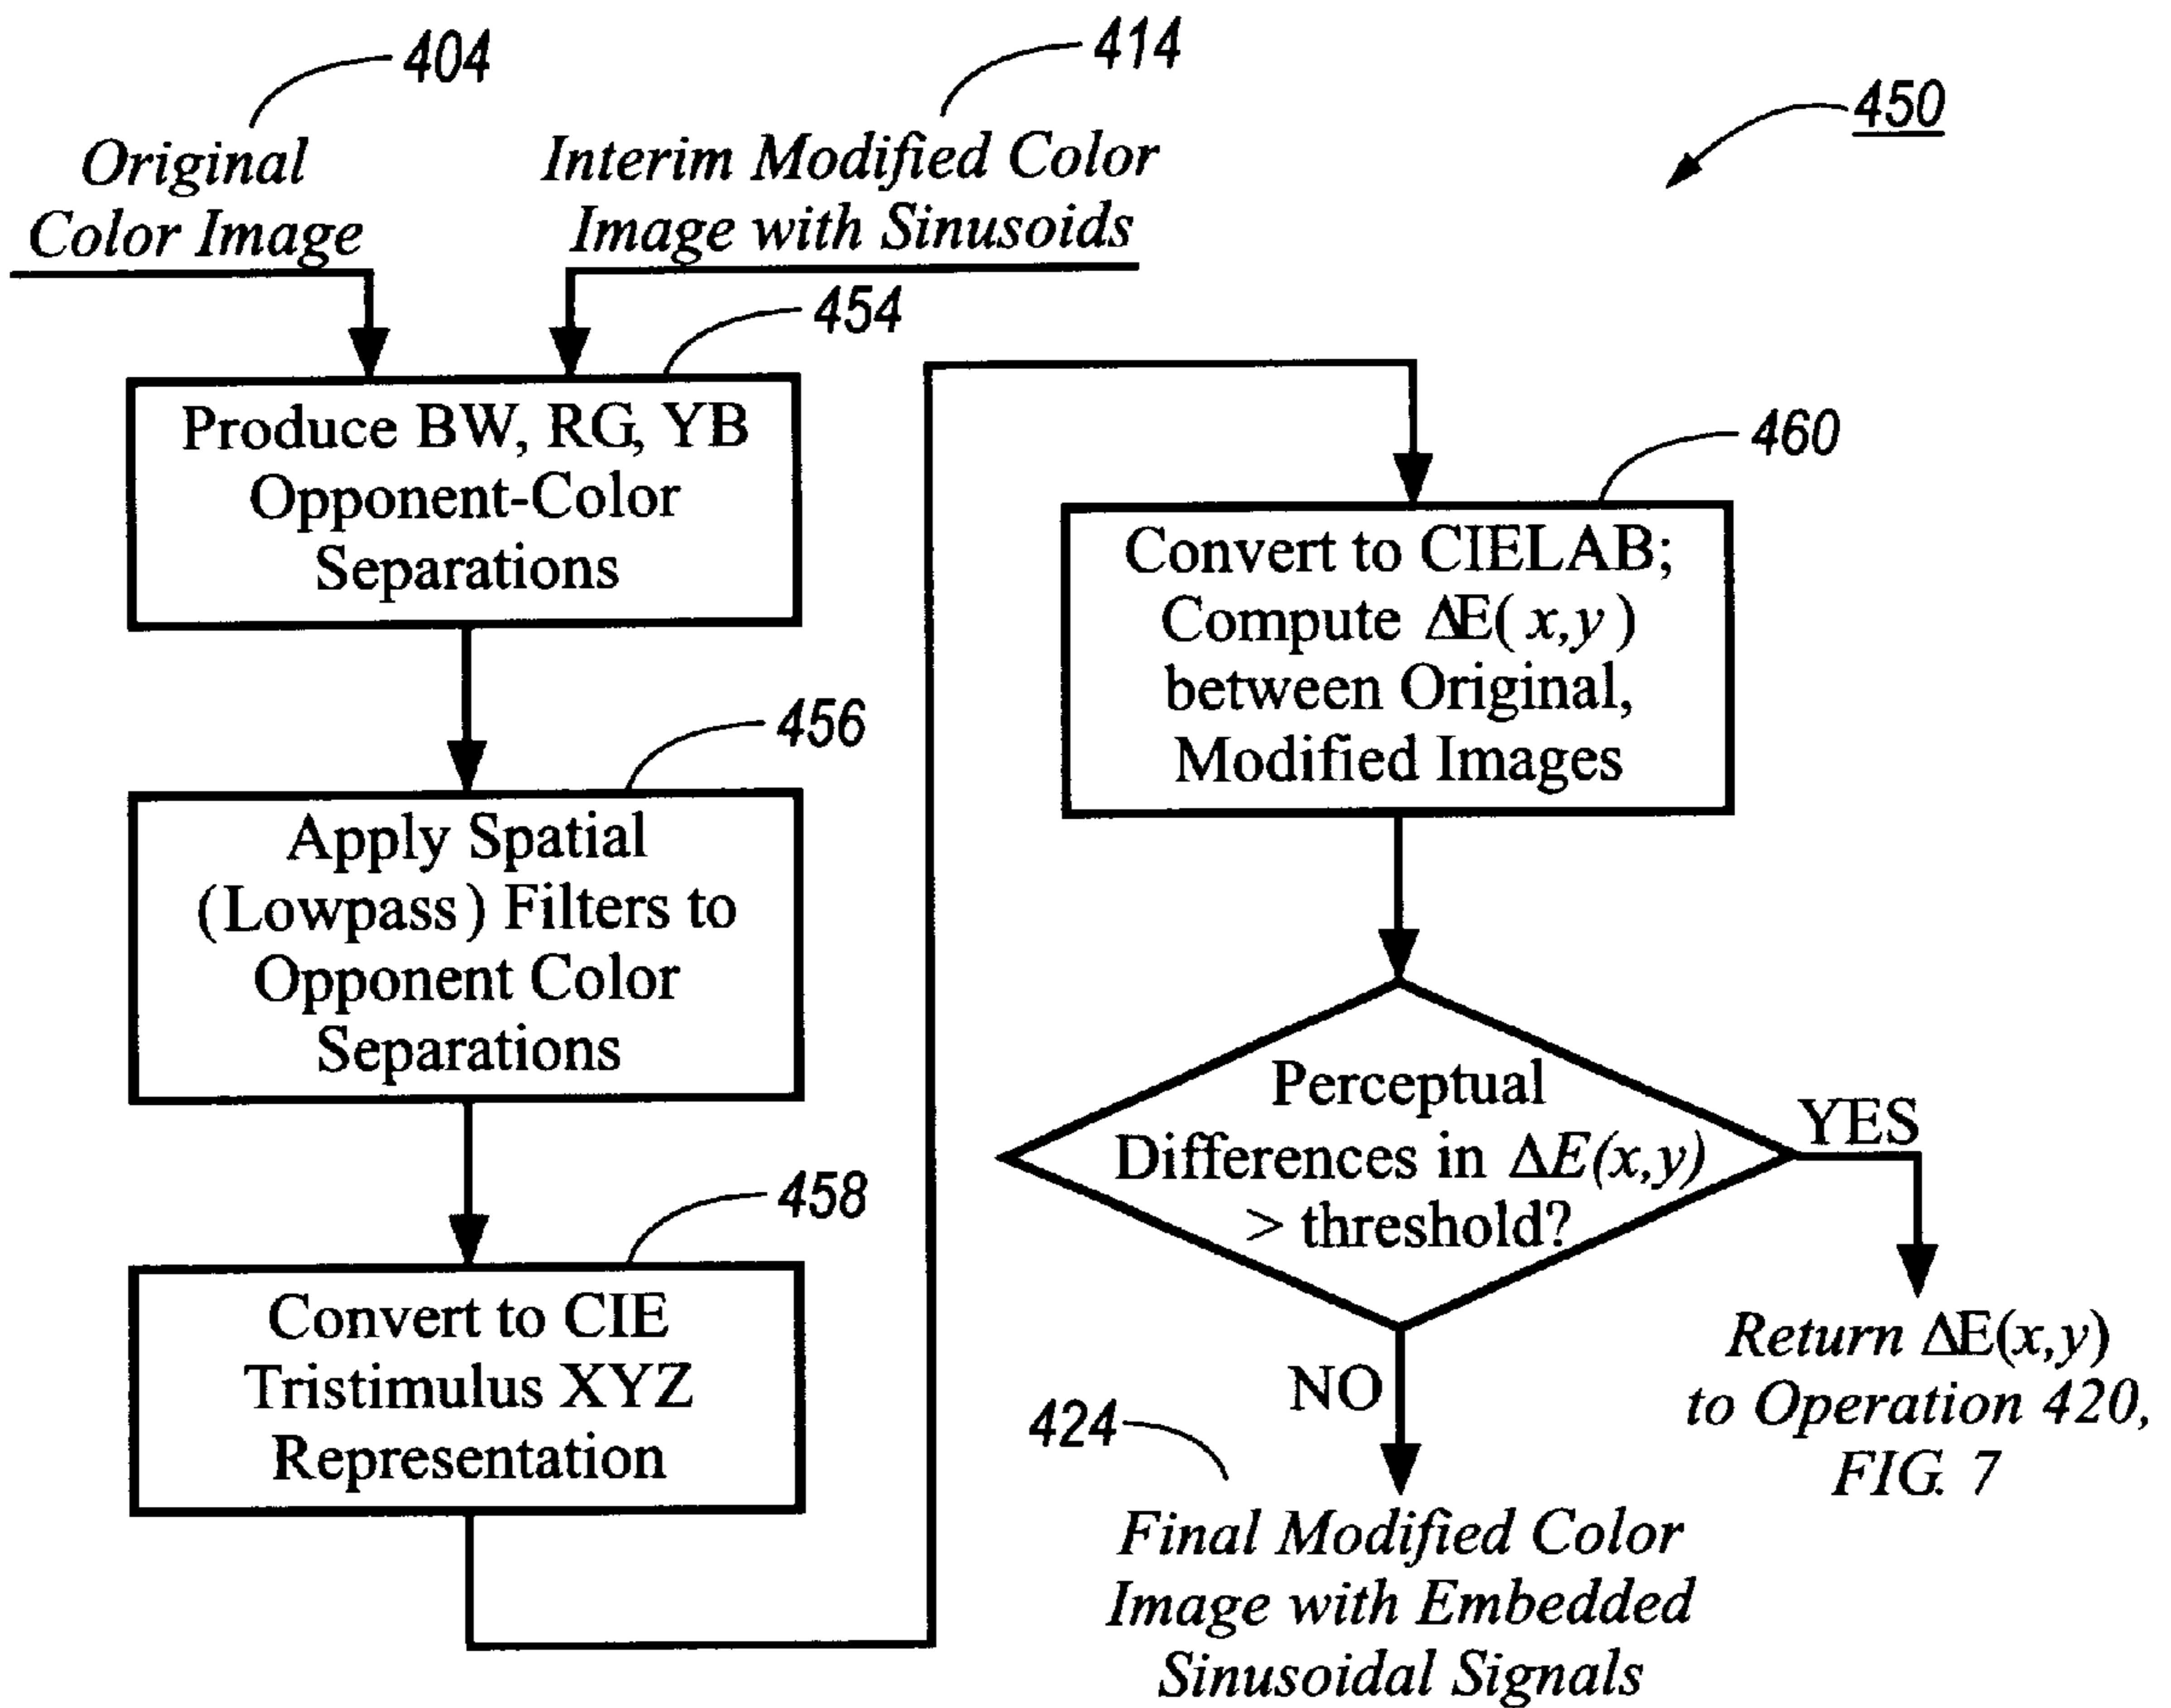 404
Original
Color Image
414
Interim Modified Color
Image with Sinusoids
450
454
Produce BW, RG, YB
Opponent-Color
Separations
456
Apply Spatial
(Lowpass) Filters to
Opponent Color
Separations
458
Convert to CIE
Tristimulus XYZ
Representation
460
Convert to CIELAB;
Compute ΔE(x,y)
between Original,
Modified Images
Perceptual
Differences in ΔE(x,y)
> threshold?
YES
Return ΔE(x,y)
to Operation 420,
FIG. 7
NO
424
Final Modified Color
Image with Embedded
Sinusoidal Signals